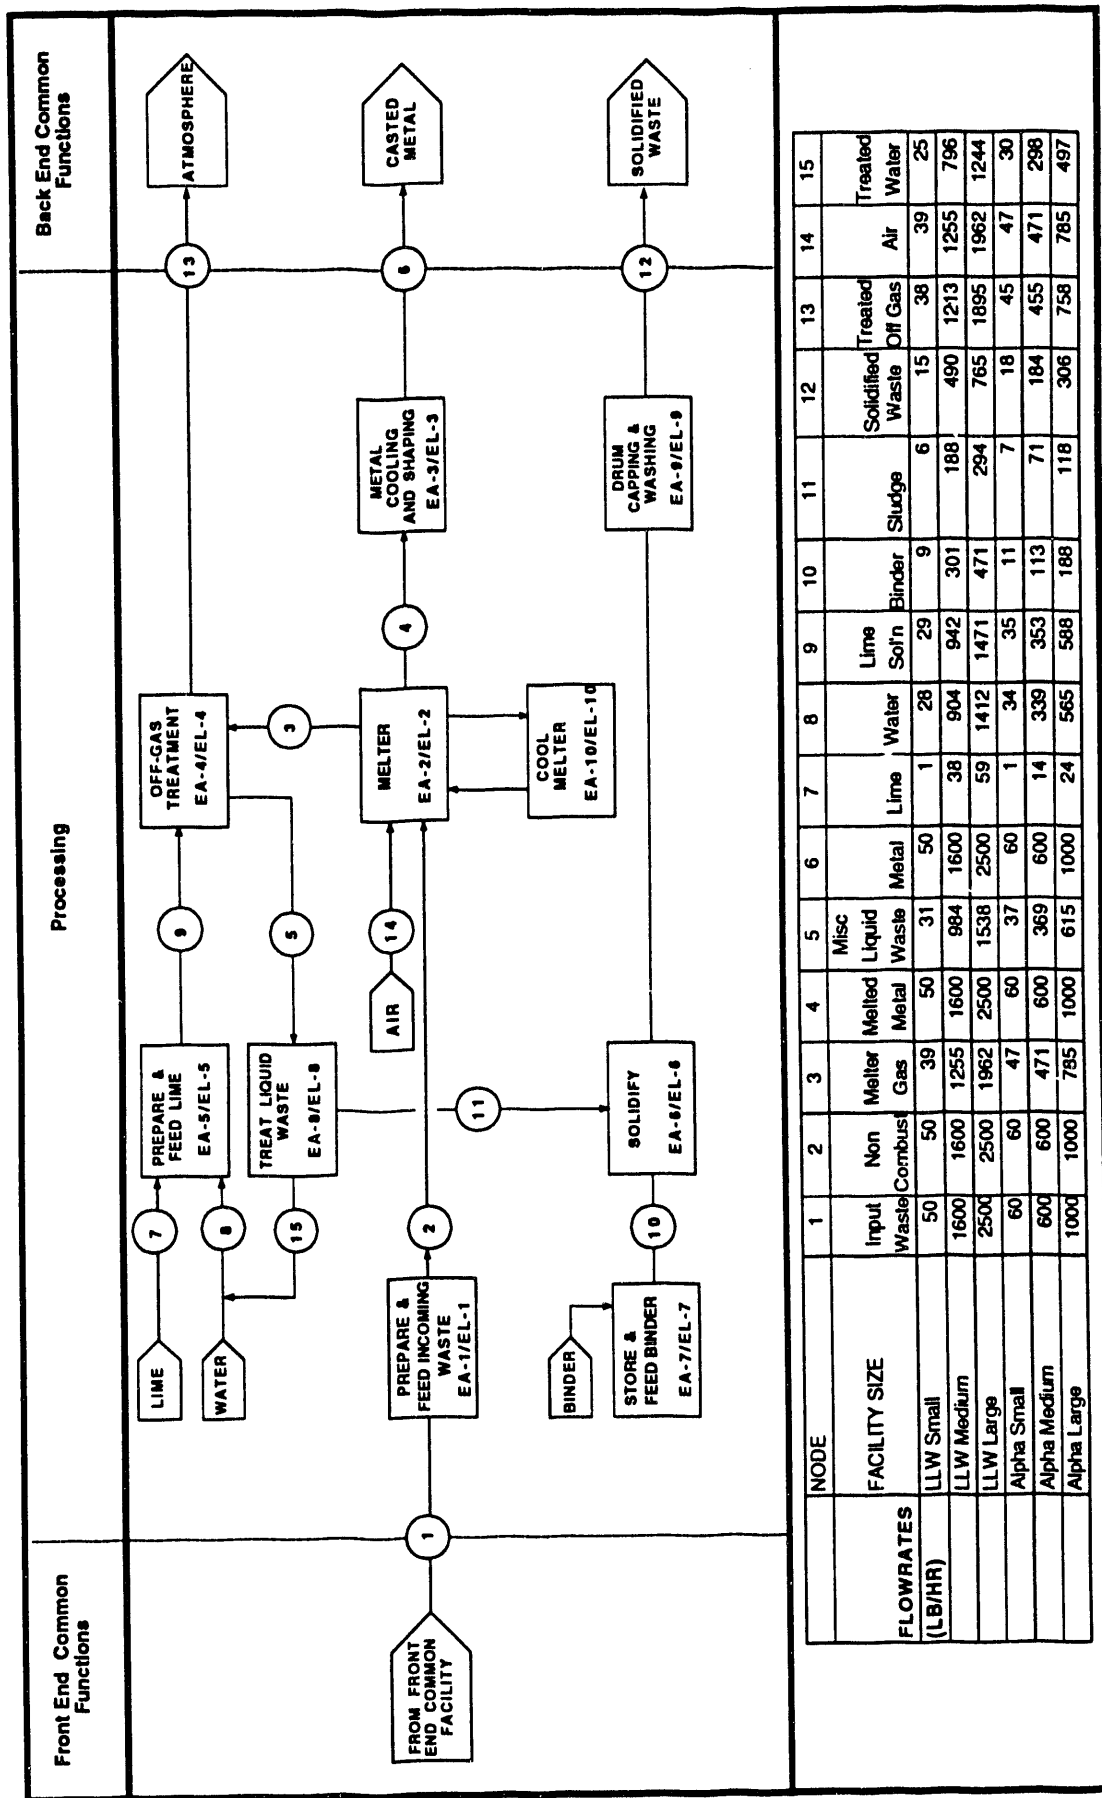 Front End Common
Functions
Processing
Back End Common
Functions
LIME
7
PREPARE &
FEED LIME
EA-5/EL-5
9
OFF-GAS
TREATMENT
EA-4/EL-4
13
ATMOSPHERE
WATER
8
15
TREAT LIQUID
WASTE
EA-8/EL-8
5
3
AIR
14
MELTER
EA-2/EL-2
4
METAL
COOLING
AND SHAPING
EA-3/EL-3
6
CASTED
METAL
FROM FRONT
END COMMON
FACILITY
1
PREPARE &
FEED INCOMING
WASTE
EA-1/EL-1
2
11
COOL
MELTER
EA-10/EL-10
BINDER
STORE &
FEED BINDER
EA-7/EL-7
10
SOLIDIFY
EA-6/EL-6
DRUM
CAPPING &
WASHING
EA-9/EL-9
12
SOLIDIFIED
WASTE
NODE 1 2 3 4 5 6 7 8 9 10 11 12 13 14 15
FLOWRATES
(LB/HR)
FACILITY SIZE Input Waste Non Combust Melter Gas Melted Metal Misc Liquid Waste Metal Lime Water Lime Sol'n Binder Sludge Solidified Waste Treated Off Gas Air Treated Water
LLW Small 50 50 39 50 31 50 1 28 29 9 6 15 38 39 25
LLW Medium 1600 1600 1255 1600 984 1600 38 904 942 301 188 490 1213 1255 796
LLW Large 2500 2500 1962 2500 1538 2500 59 1412 1471 471 294 765 1895 1962 1244
Alpha Small 60 60 47 60 37 60 1 34 35 11 7 18 45 47 30
Alpha Medium 600 600 471 600 369 600 14 339 353 113 71 184 455 471 298
Alpha Large 1000 1000 785 1000 615 1000 24 565 588 188 118 306 758 785 497